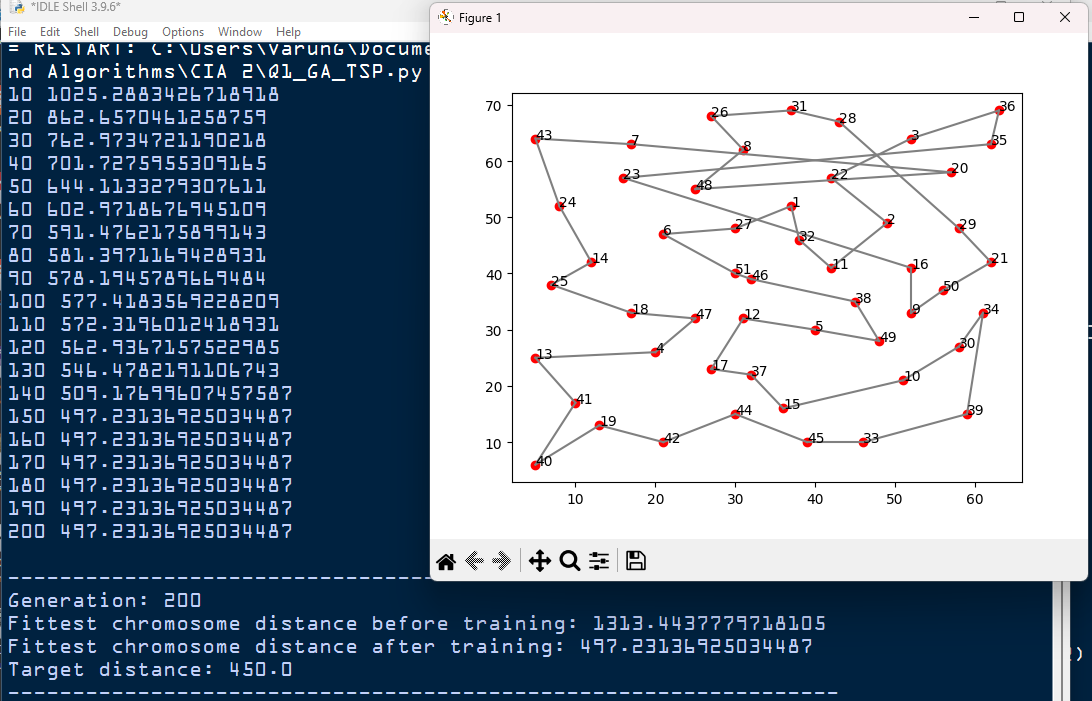 *IDLE Shell 3.9.6*
File Edit Shell Debug Options Window Help
= RESTART: C:\Users\VarunG\Docume
nd Algorithms\CIA 2\Q1_GA_TSP.py
10 1025.2883426718918
20 862.6570461258759
30 762.9734721190218
40 701.7275955309165
50 644.1133279307611
60 602.9718676945109
70 591.4762175899143
80 581.3971169428931
90 578.1945789669484
100 577.4183569228209
110 572.3196012418931
120 562.9367157522985
130 546.4782191106743
140 509.17699607457587
150 497.23136925034487
160 497.23136925034487
170 497.23136925034487
180 497.23136925034487
190 497.23136925034487
200 497.23136925034487
---------------------------------
Generation: 200
Fittest chromosome distance before training: 1313.4437779718105
Fittest chromosome distance after training: 497.23136925034487
Target distance: 450.0
----------------------------------------------------------------
Figure 1
70
60
50
40
30
20
10
10 20 30 40 50 60
26 31 28 3 36
43 7 8 35
23 48 22 20
24 1 2
6 27 32 29
14 51 46 11 16 21
25 38 50
18 47 12 5 9 34
13 4 49 30
17 37 10
41 15
19 44 39
42 45 33
40